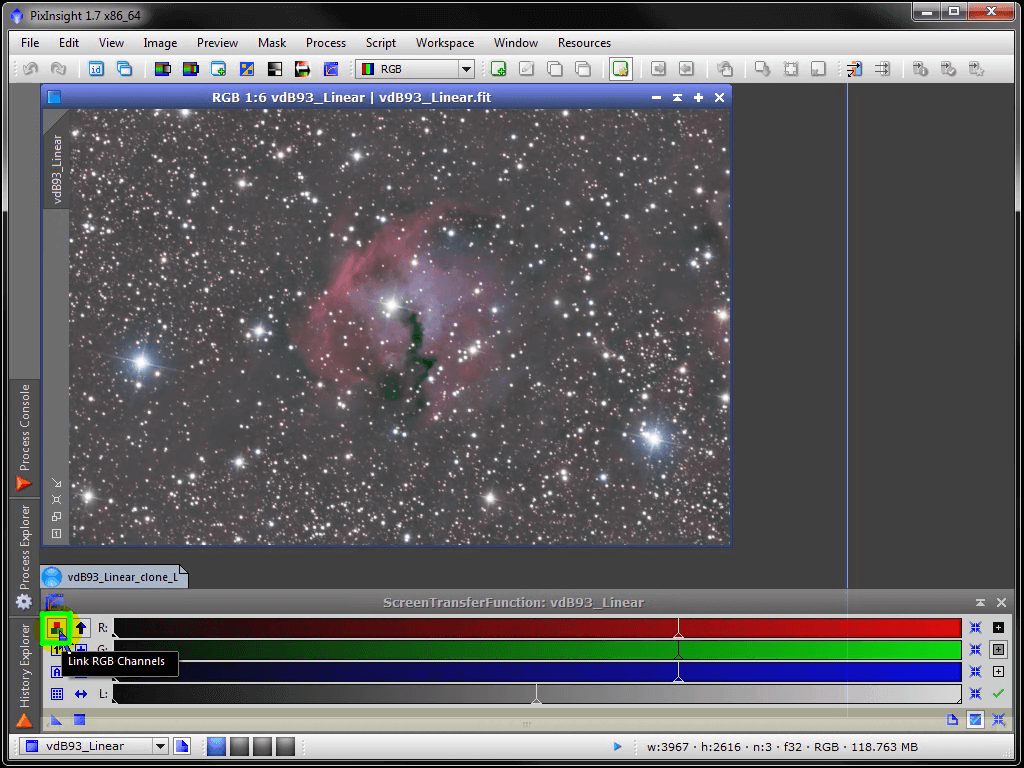 PixInsight 1.7 x86_64
File Edit View Image Preview Mask Process Script Workspace Window Resources
RGB
RGB 1:6 vdB93_Linear | vdB93_Linear.fit
vdB93_Linear
Process Console
Process Explorer
History Explorer
vdB93_Linear_clone_L
ScreenTransferFunction: vdB93_Linear
R:
G:
Link RGB Channels
L:
vdB93_Linear
w:3967 · h:2616 · n:3 · f32 · RGB · 118.763 MB